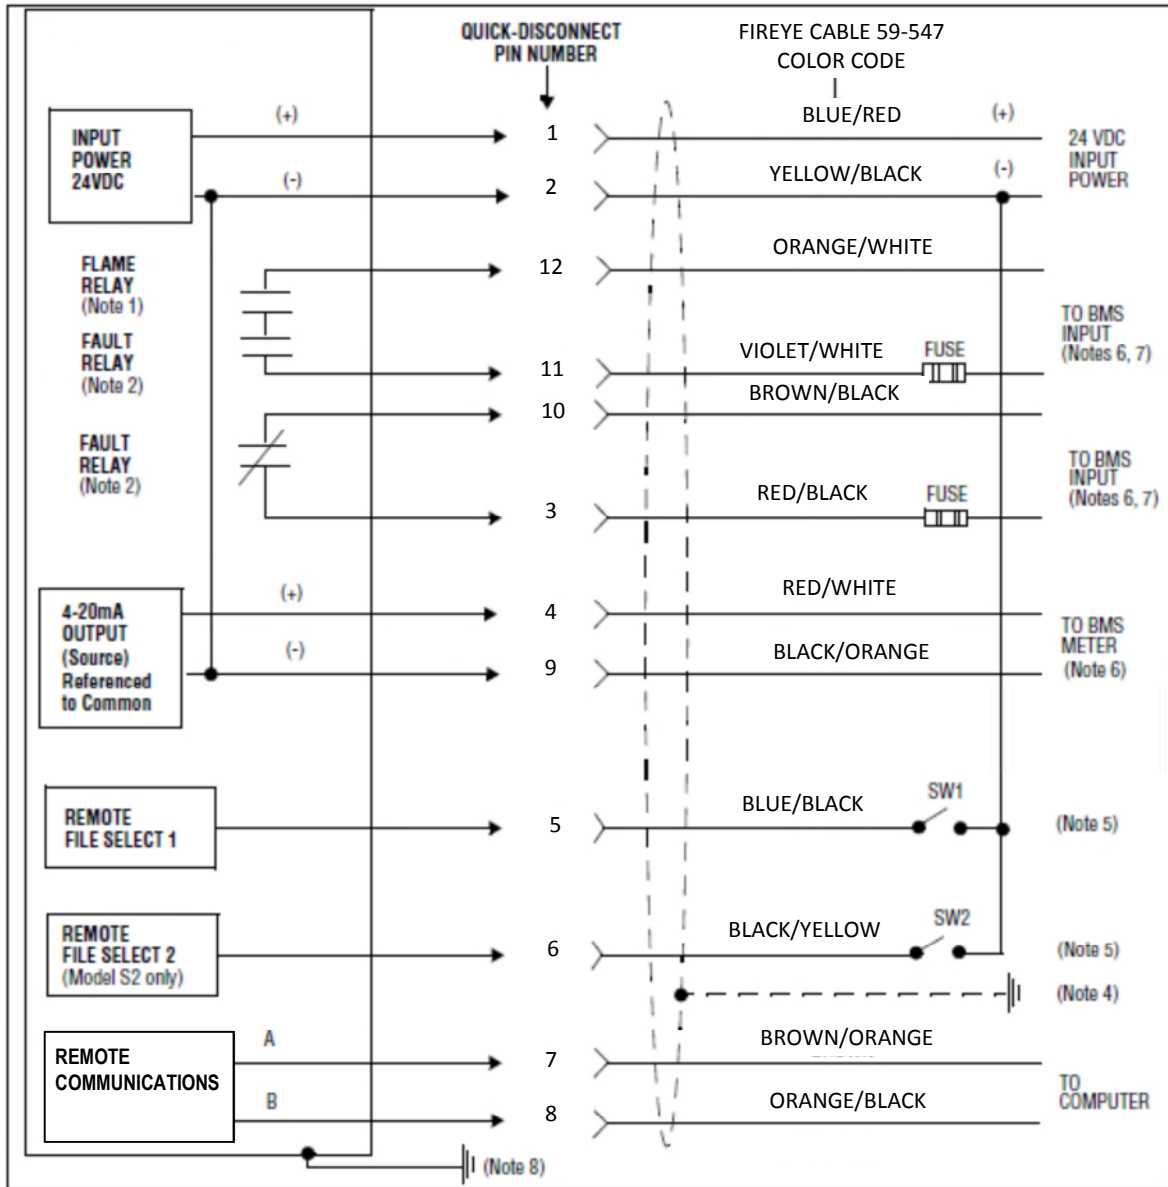 QUICK-DISCONNECT
PIN NUMBER
FIREYE CABLE 59-547
COLOR CODE
INPUT
POWER
24VDC
(+)
1
BLUE/RED
(+)
24 VDC
INPUT
POWER
(-)
2
YELLOW/BLACK
(-)
FLAME
RELAY
(Note 1)
12
ORANGE/WHITE
FAULT
RELAY
(Note 2)
11
VIOLET/WHITE
FUSE
TO BMS
INPUT
(Notes 6, 7)
10
BROWN/BLACK
FAULT
RELAY
(Note 2)
3
RED/BLACK
FUSE
TO BMS
INPUT
(Notes 6, 7)
4-20mA
OUTPUT
(Source)
Referenced
to Common
(+)
4
RED/WHITE
(-)
9
BLACK/ORANGE
TO BMS
METER
(Note 6)
REMOTE
FILE SELECT 1
5
BLUE/BLACK
SW1
(Note 5)
REMOTE
FILE SELECT 2
(Model S2 only)
6
BLACK/YELLOW
SW2
(Note 5)
(Note 4)
REMOTE
COMMUNICATIONS
A
7
BROWN/ORANGE
B
8
ORANGE/BLACK
TO
COMPUTER
(Note 8)